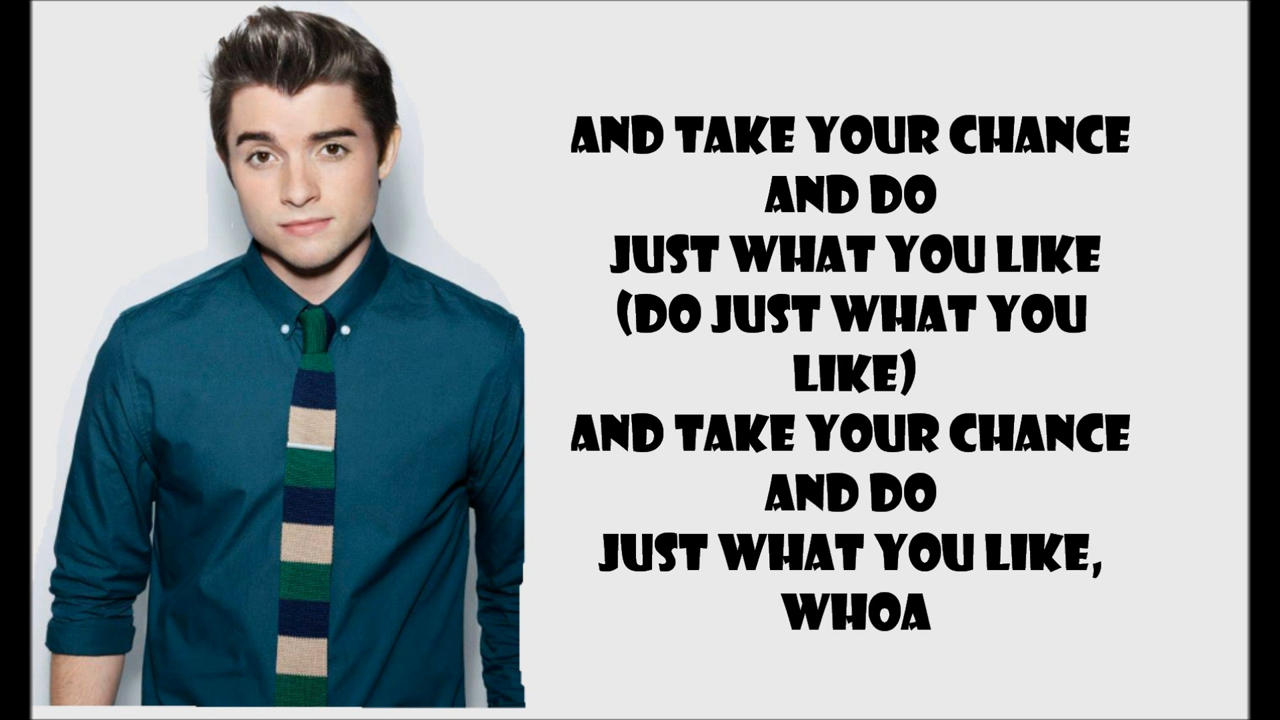 AND TAKE YOUR CHANCE
AND DO
JUST WHAT YOU LIKE
(DO JUST WHAT YOU
LIKE)
AND TAKE YOUR CHANCE
AND DO
JUST WHAT YOU LIKE,
WHOA